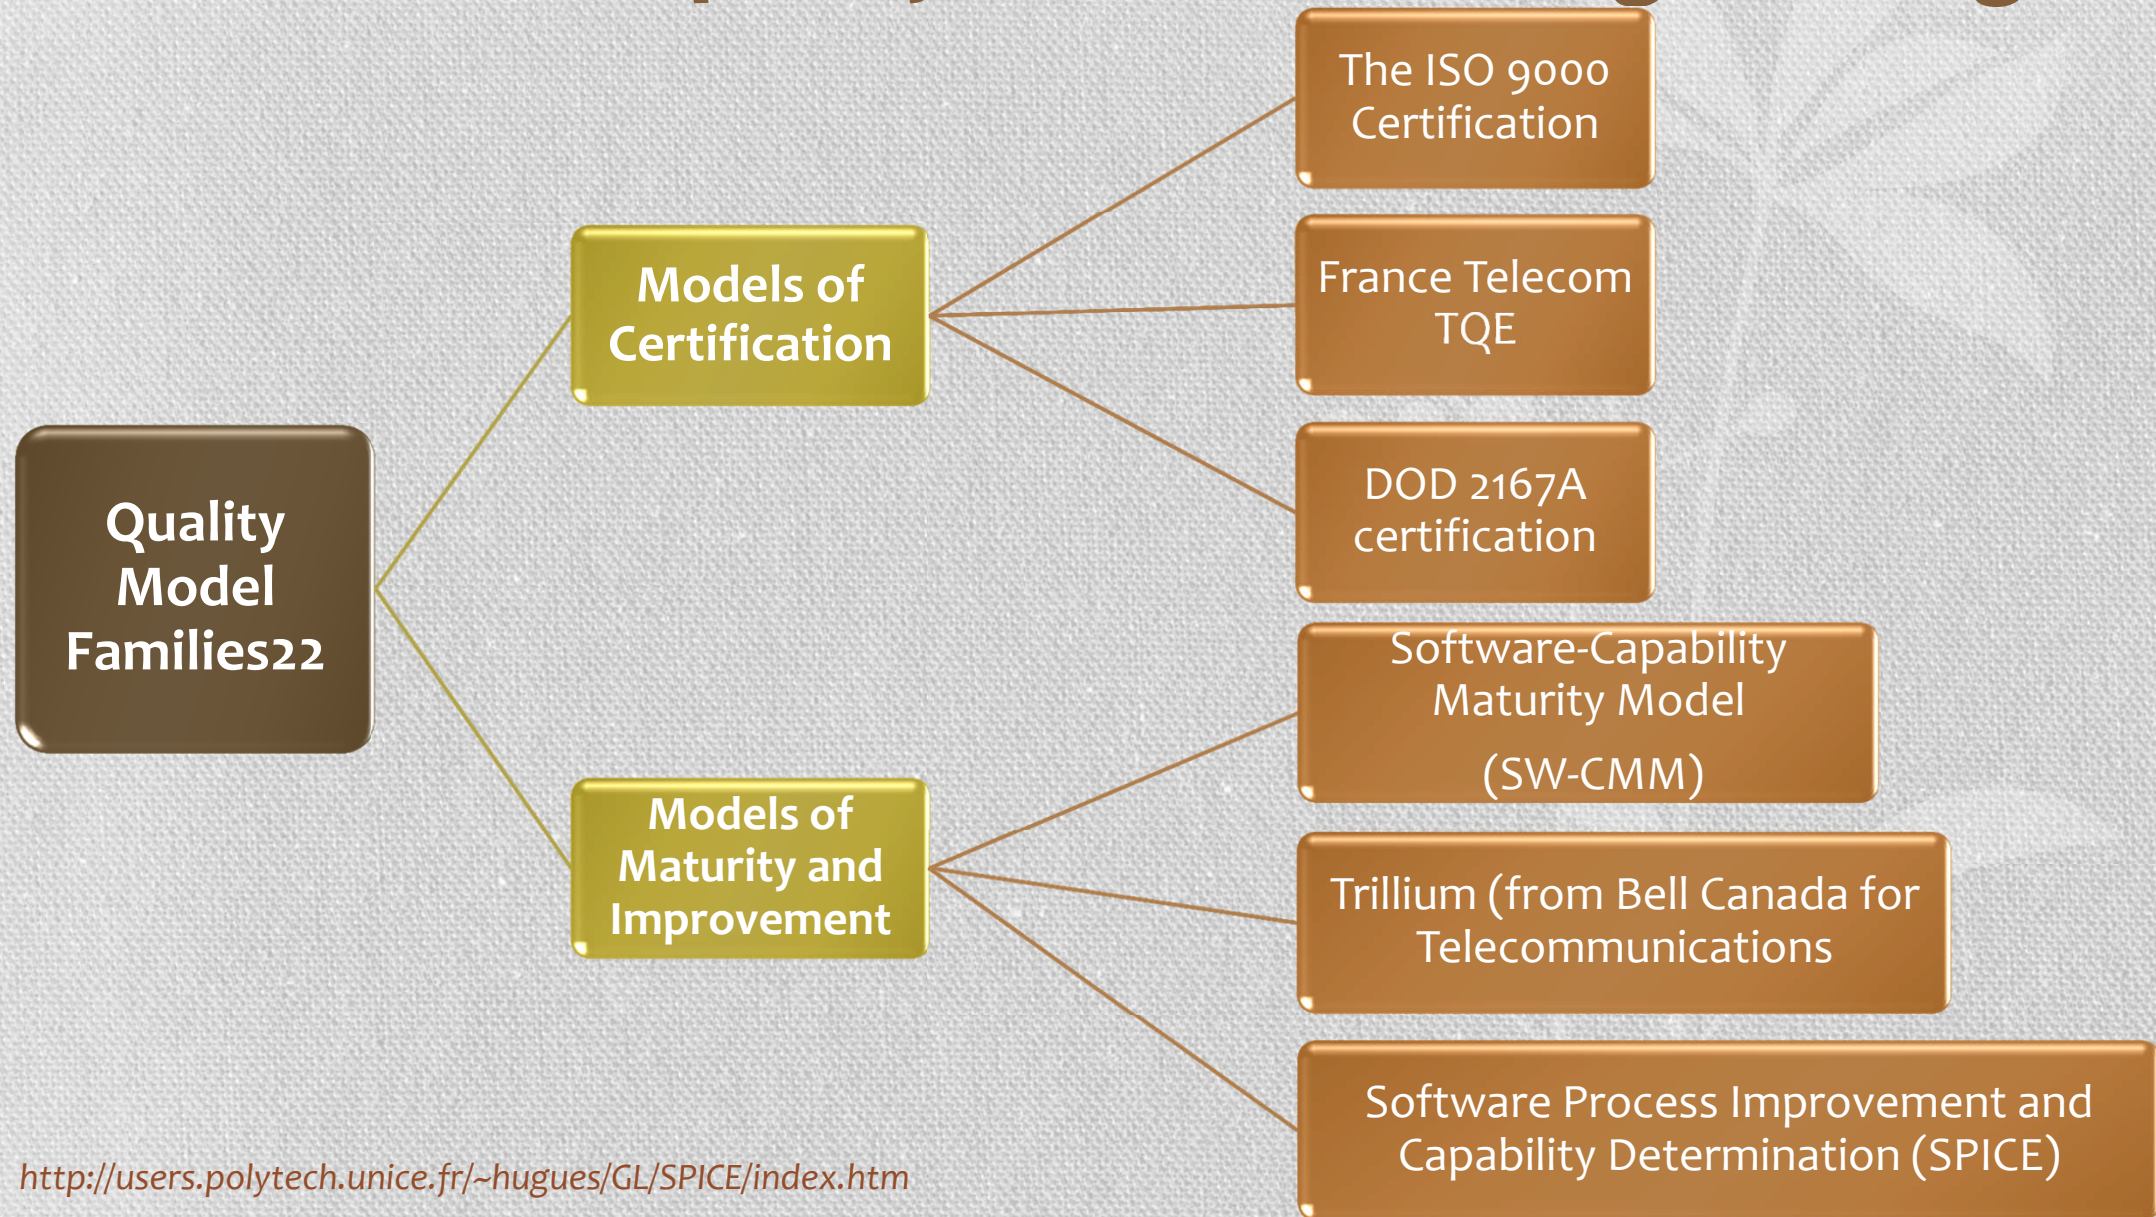 Quality
Model
Families22
Models of
Certification
The ISO 9000
Certification
France Telecom
TQE
DOD 2167A
certification
Models of
Maturity and
Improvement
Software-Capability
Maturity Model
(SW-CMM)
Trillium (from Bell Canada for
Telecommunications
Software Process Improvement and
Capability Determination (SPICE)
http://users.polytech.unice.fr/~hugues/GL/SPICE/index.htm